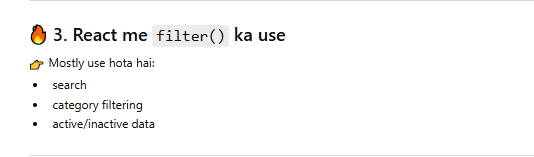 🔥 3. React me filter() ka use
👉 Mostly use hota hai:
• search
• category filtering
• active/inactive data